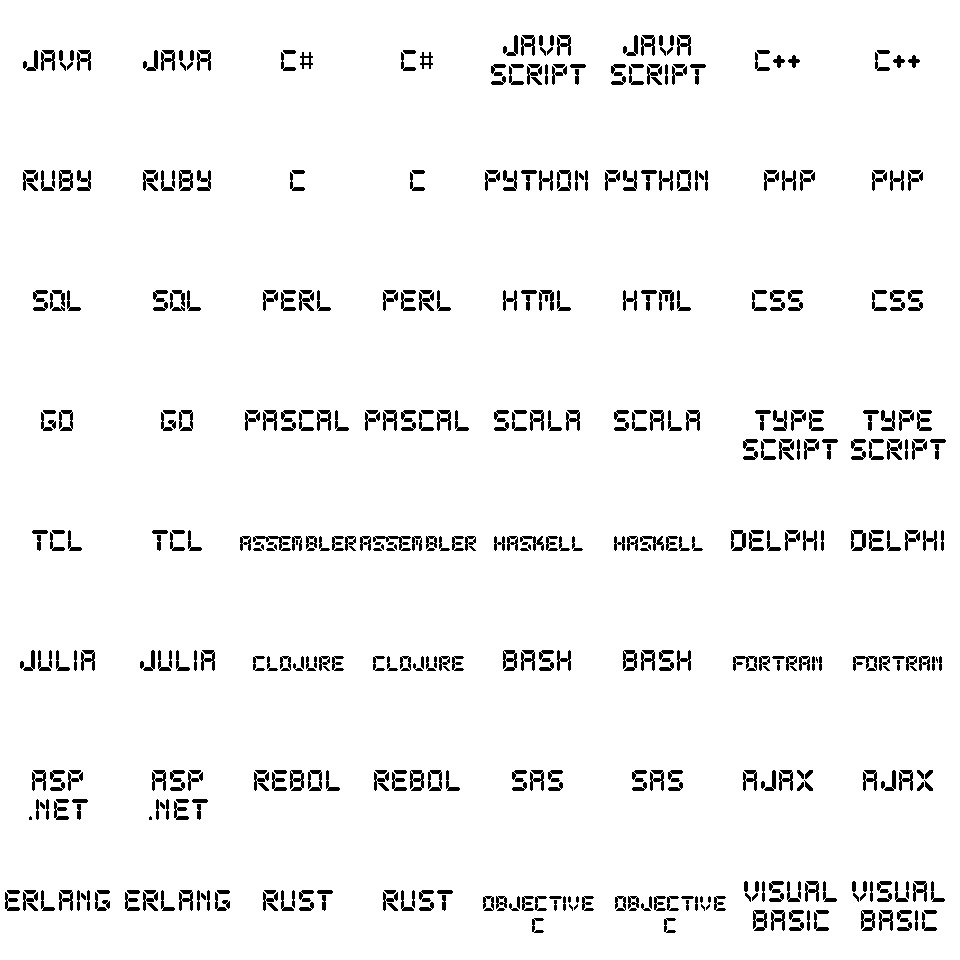 JAVA JAVA C# C# JAVA JAVA C++ C++
SCRIPT SCRIPT
RUBY RUBY C C PYTHON PYTHON PHP PHP
SQL SQL PERL PERL HTML HTML CSS CSS
GO GO PASCAL PASCAL SCALA SCALA TYPE TYPE
SCRIPT SCRIPT
TCL TCL ASSEMBLER ASSEMBLER HASKELL HASKELL DELPHI DELPHI
JULIA JULIA CLOJURE CLOJURE BASH BASH FORTRAN FORTRAN
ASP ASP REBOL REBOL SAS SAS AJAX AJAX
.NET .NET
ERLANG ERLANG RUST RUST OBJECTIVE OBJECTIVE VISUAL VISUAL
C C BASIC BASIC